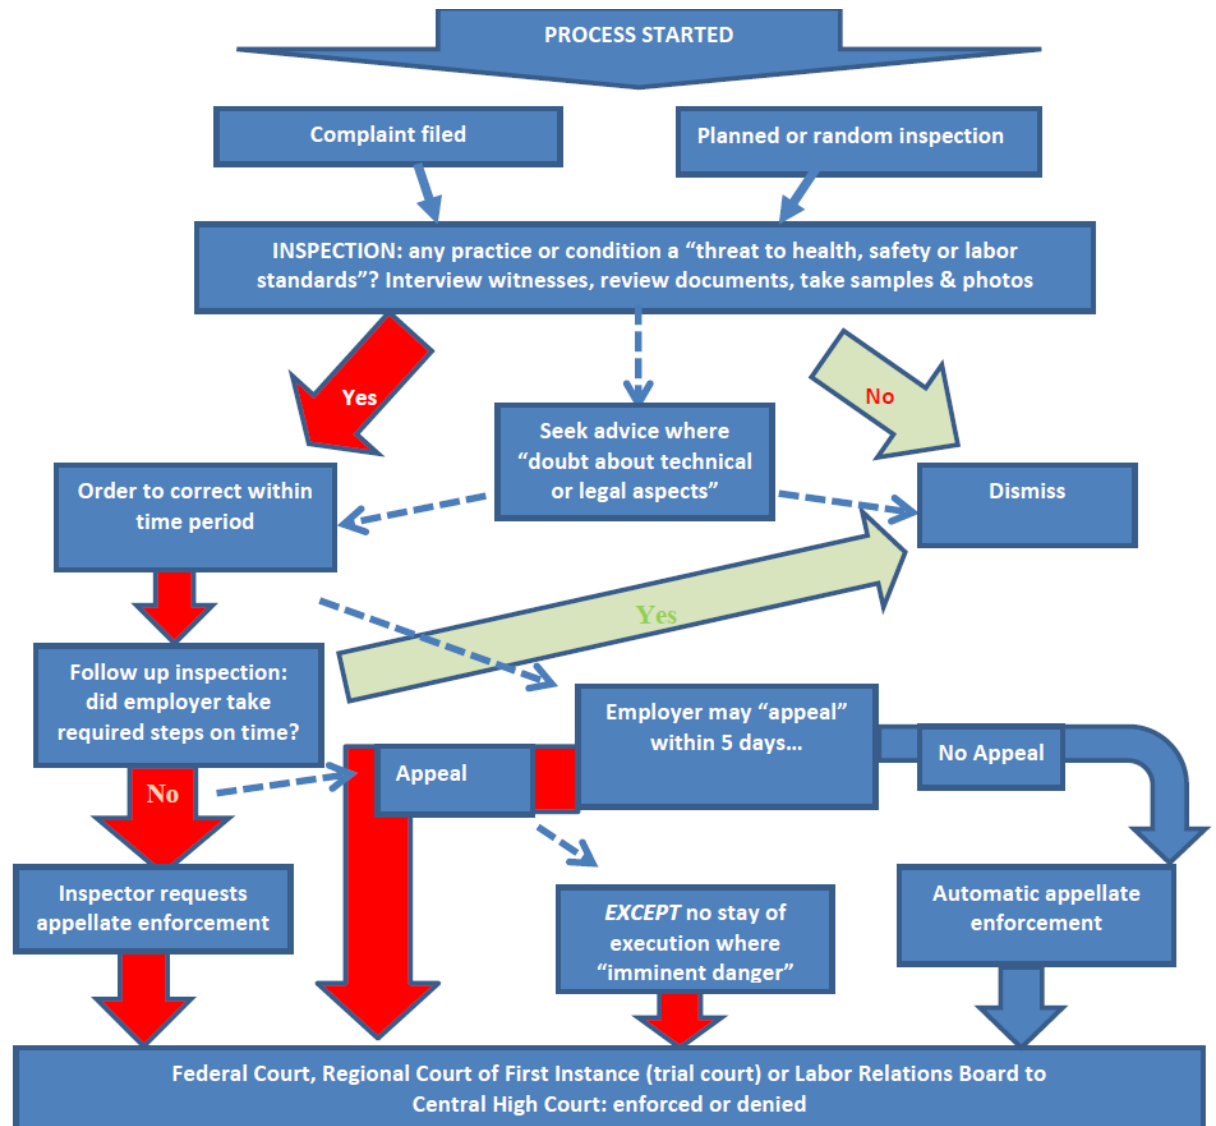 PROCESS STARTED
Complaint filed
Planned or random inspection
INSPECTION: any practice or condition a “threat to health, safety or labor
standards”? Interview witnesses, review documents, take samples & photos
Yes
No
Seek advice where
“doubt about technical
or legal aspects”
Order to correct within
time period
Dismiss
Yes
Follow up inspection:
did employer take
required steps on time?
Employer may “appeal”
within 5 days…
No Appeal
Appeal
No
Inspector requests
appellate enforcement
EXCEPT no stay of
execution where
“imminent danger”
Automatic appellate
enforcement
Federal Court, Regional Court of First Instance (trial court) or Labor Relations Board to
Central High Court: enforced or denied